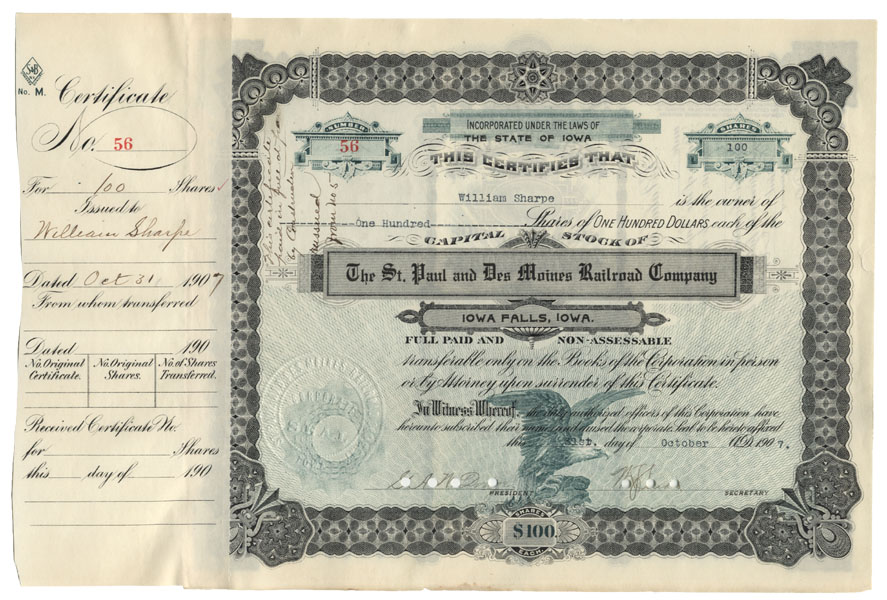 No. M.
Certificate
No. 56
For 100 Shares
Issued to
William Sharpe
Dated Oct 31 1907
From whom transferred
Dated 190
No. Original Certificate.
No. Original Shares.
No. of Shares Transferred.
Received Certificate No.
for Shares
this day of 190
NUMBER
56
INCORPORATED UNDER THE LAWS OF
THE STATE OF IOWA
SHARES
100
THIS CERTIFIES THAT
William Sharpe is the owner of
One Hundred Shares of ONE HUNDRED DOLLARS each of the
CAPITAL STOCK OF
The St. Paul and Des Moines Railroad Company
IOWA FALLS, IOWA.
FULL PAID AND NON-ASSESSABLE
transferable only on the Books of the Corporation in person
or by Attorney upon surrender of this Certificate.
In Witness Whereof, the duly authorized officers of this Corporation have
hereunto subscribed their names and caused the corporate Seal to be hereto affixed
this 31st. day of October A.D. 1907.
PRESIDENT
SECRETARY
SHARES
$100.
EACH.
This certificate